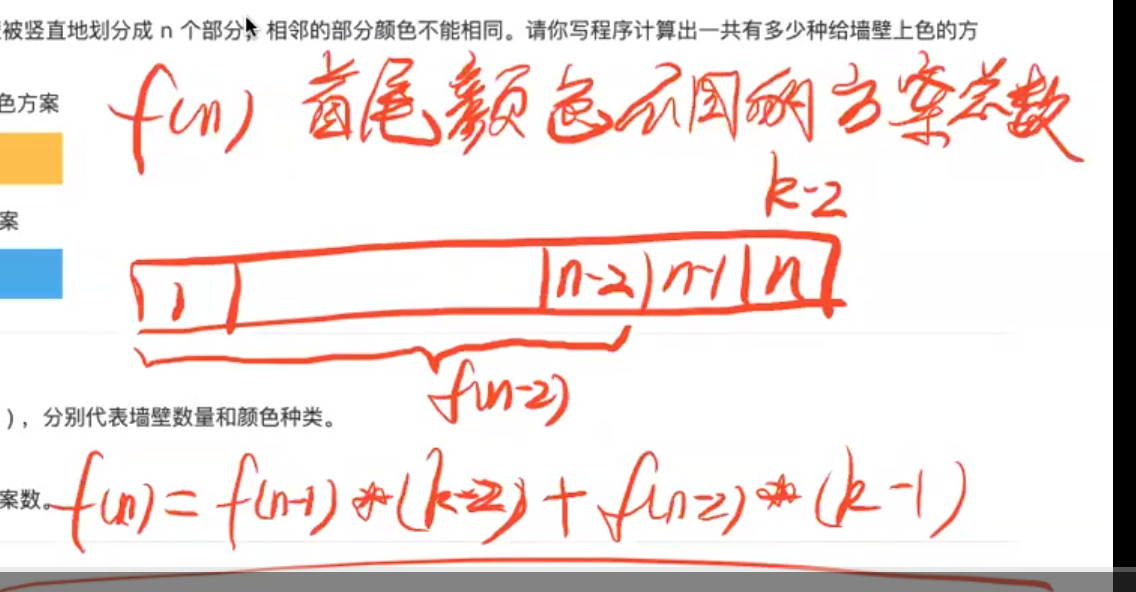 被竖直地划分成 n 个部分，相邻的部分颜色不能相同。请你写程序计算出一共有多少种给墙壁上色的方
色方案
f(n) 首尾颜色不同的方案总数
k-2
案
1 n-2 n-1 n
f(n-2)
），分别代表墙壁数量和颜色种类。
案数。
f(n) = f(n-1) * (k-2) + f(n-2) * (k-1)